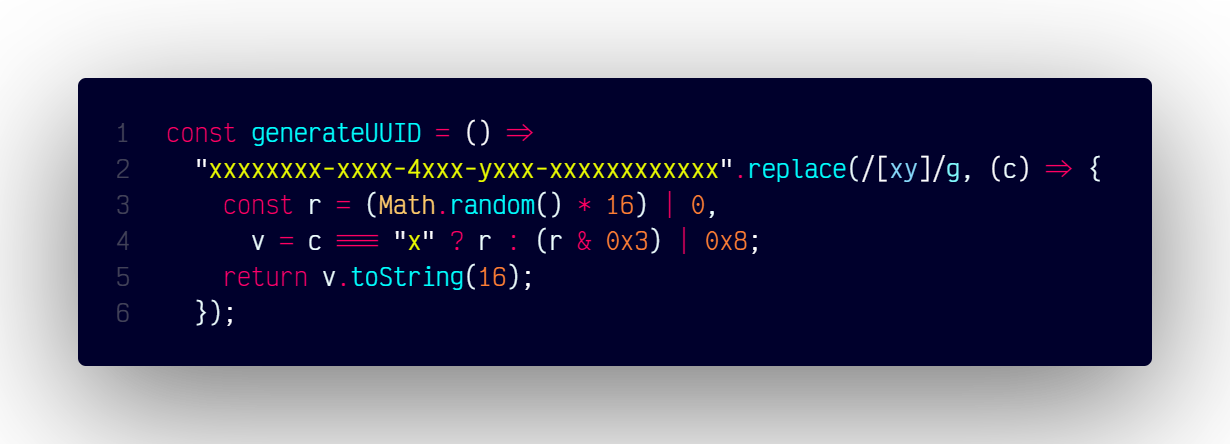 1 const generateUUID = () =>
2 "xxxxxxxx-xxxx-4xxx-yxxx-xxxxxxxxxxxx".replace(/[xy]/g, (c) => {
3 const r = (Math.random() * 16) | 0,
4 v = c === "x" ? r : (r & 0x3) | 0x8;
5 return v.toString(16);
6 });